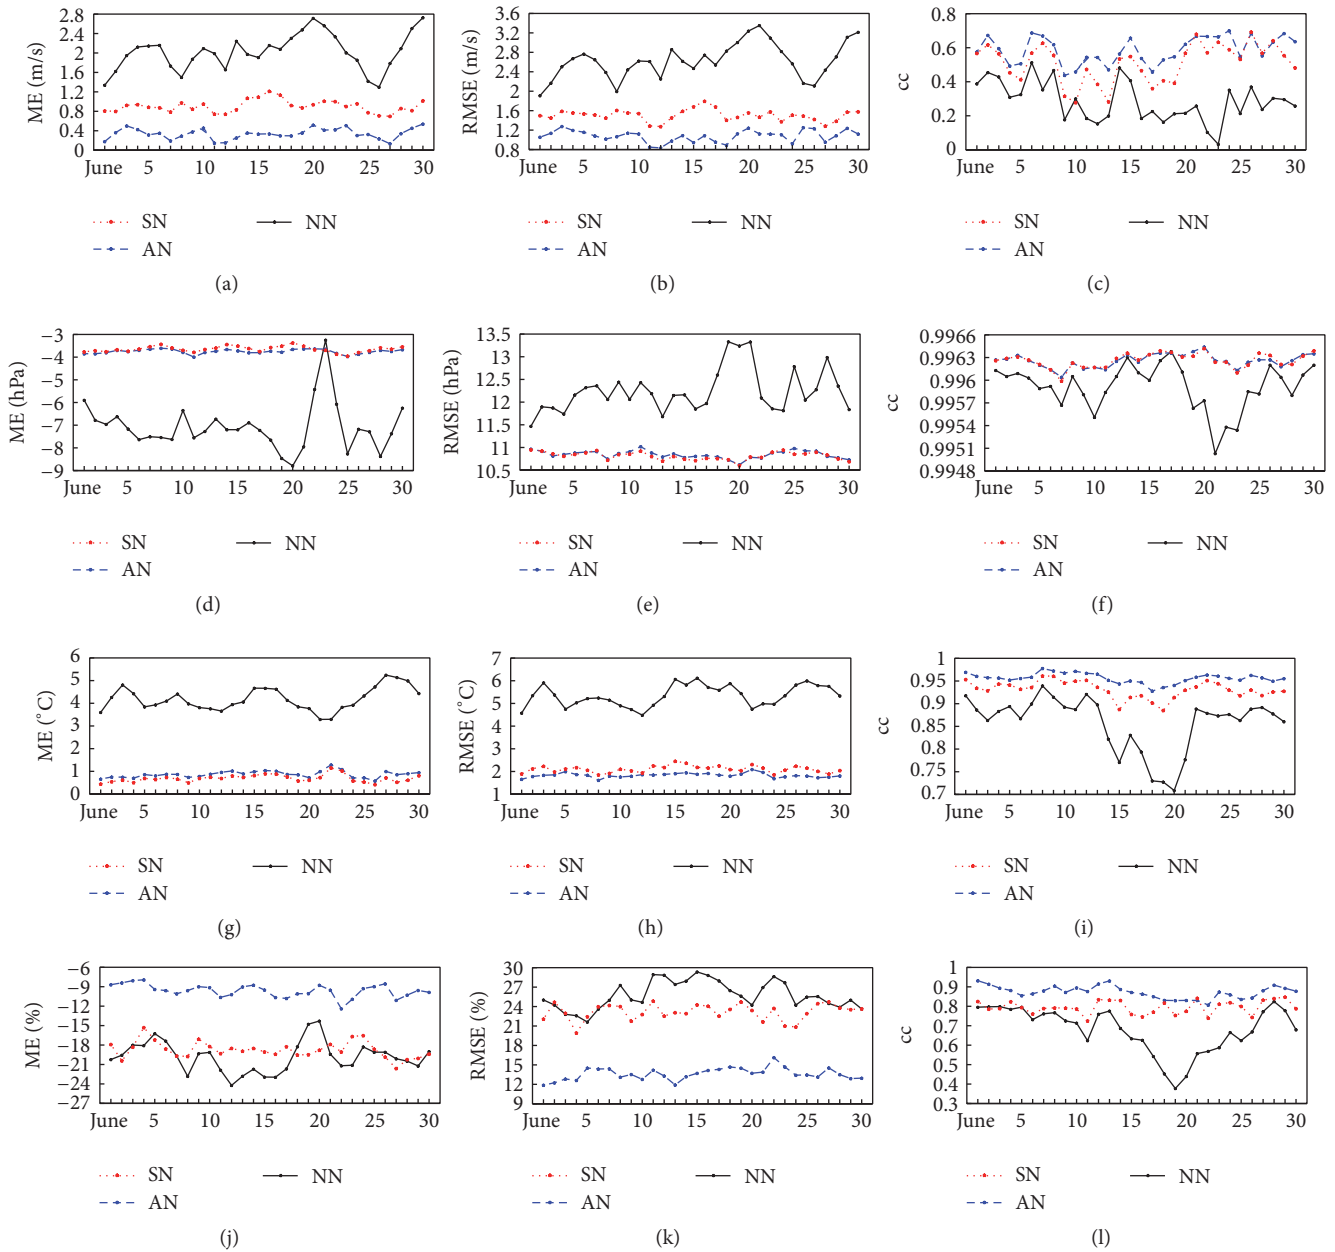 ME (m/s)
2.8
2.4
2
1.6
1.2
0.8
0.4
0
June 5 10 15 20 25 30
SN NN
AN
(a)
RMSE (m/s)
3.6
3.2
2.8
2.4
2
1.6
1.2
0.8
June 5 10 15 20 25 30
SN NN
AN
(b)
cc
0.8
0.6
0.4
0.2
0
June 5 10 15 20 25 30
SN NN
AN
(c)
ME (hPa)
−3
−4
−5
−6
−7
−8
−9
June 5 10 15 20 25 30
SN NN
AN
(d)
RMSE (hPa)
13.5
13
12.5
12
11.5
11
10.5
June 5 10 15 20 25 30
SN NN
AN
(e)
cc
0.9966
0.9963
0.996
0.9957
0.9954
0.9951
0.9948
June 5 10 15 20 25 30
SN NN
AN
(f)
ME (°C)
6
5
4
3
2
1
0
June 5 10 15 20 25 30
SN NN
AN
(g)
RMSE (°C)
7
6
5
4
3
2
1
June 5 10 15 20 25 30
SN NN
AN
(h)
cc
1
0.95
0.9
0.85
0.8
0.75
0.7
June 5 10 15 20 25 30
SN NN
AN
(i)
ME (%)
−6
−9
−12
−15
−18
−21
−24
−27
June 5 10 15 20 25 30
SN NN
AN
(j)
RMSE (%)
30
27
24
21
18
15
12
9
June 5 10 15 20 25 30
SN NN
AN
(k)
cc
1
0.9
0.8
0.7
0.6
0.5
0.4
0.3
June 5 10 15 20 25 30
SN NN
AN
(l)